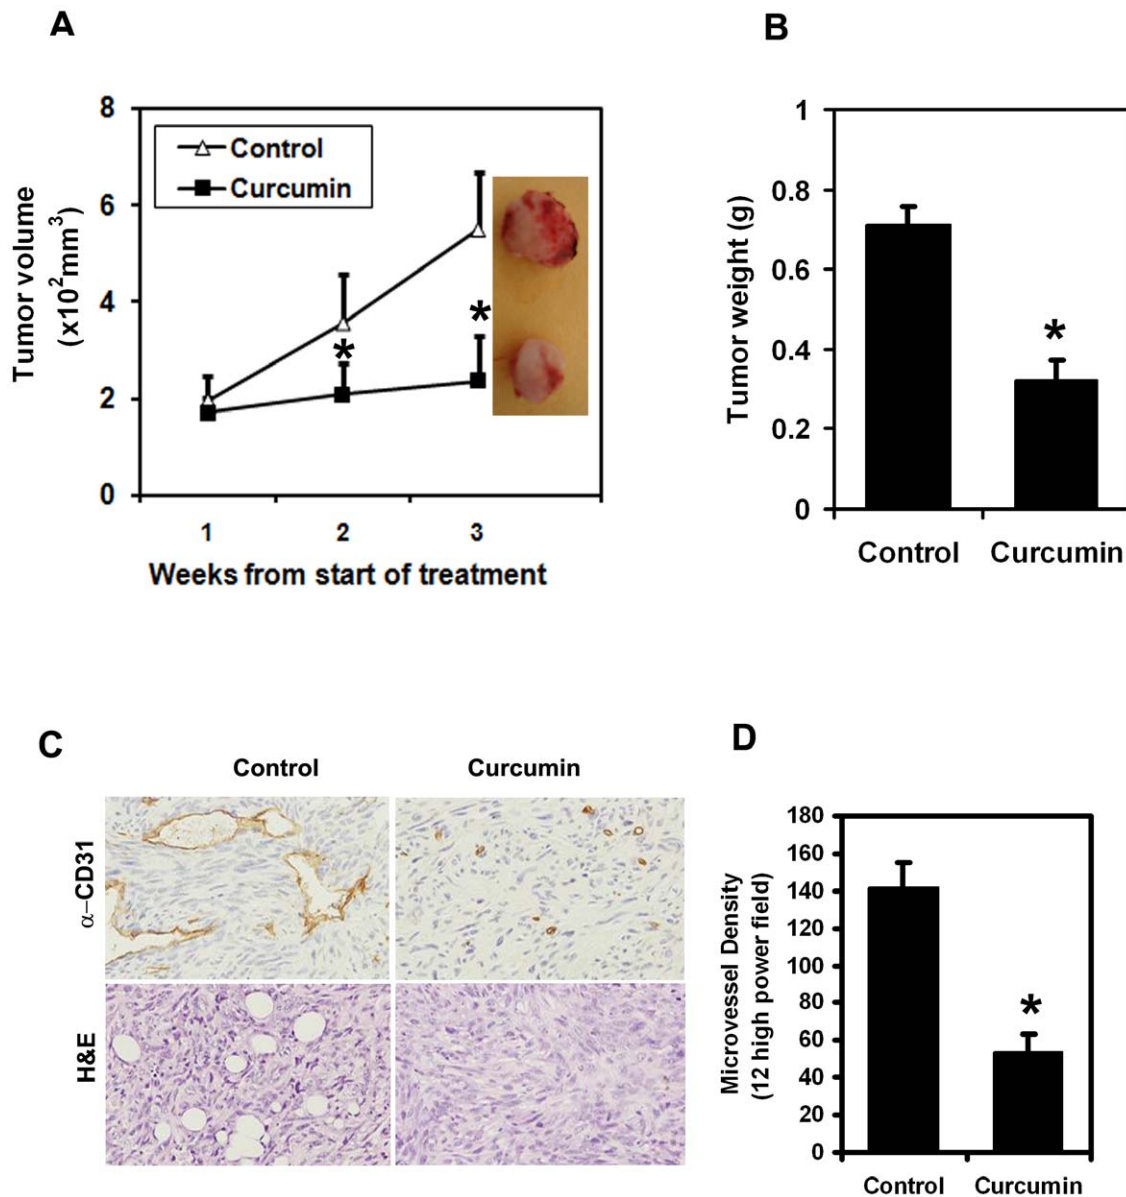 A
8
6
4
2
0
Tumor volume
(x10²mm³)
Control
Curcumin
*
*
1 2 3
Weeks from start of treatment
B
1
0.8
0.6
0.4
0.2
0
Tumor weight (g)
*
Control Curcumin
C
Control Curcumin
α–CD31
H&E
D
180
160
140
120
100
80
60
40
20
0
Microvessel Density
(12 high power field)
*
Control Curcumin